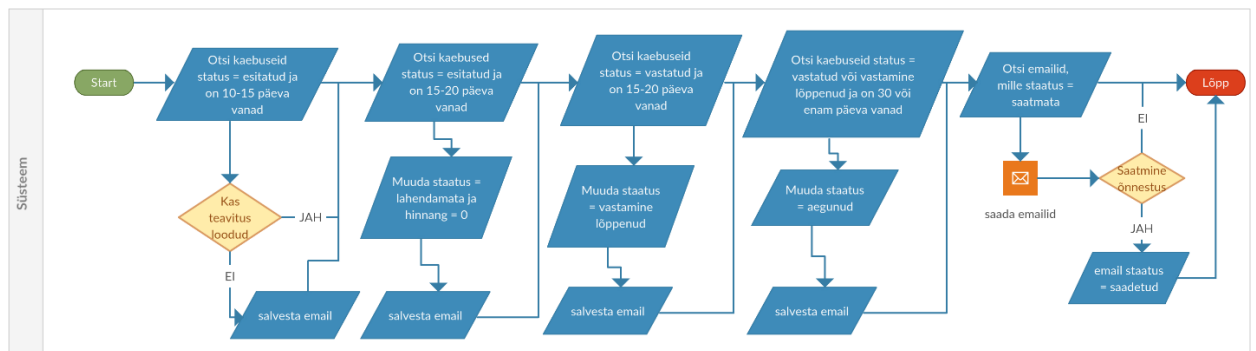 Süsteem
Start
Otsi kaebuseid
status = esitatud ja
on 10-15 päeva
vanad
Kas
teavitus
loodud
JAH
EI
salvesta email
Otsi kaebused
status = esitatud ja
on 15-20 päeva
vanad
Muuda staatus =
lahendamata ja
hinnang = 0
salvesta email
Otsi kaebuseid
status = vastatud ja
on 15-20 päeva
vanad
Muuda staatus
= vastamine
lõppenud
salvesta email
Otsi kaebuseid status =
vastatud või vastamine
lõppenud ja on 30 või
enam päeva vanad
Muuda staatus
= aegunud
salvesta email
Otsi emailid,
mille staatus =
saatmata
saada emailid
Saatmine
õnnestus
EI
JAH
email staatus
= saadetud
Lõpp